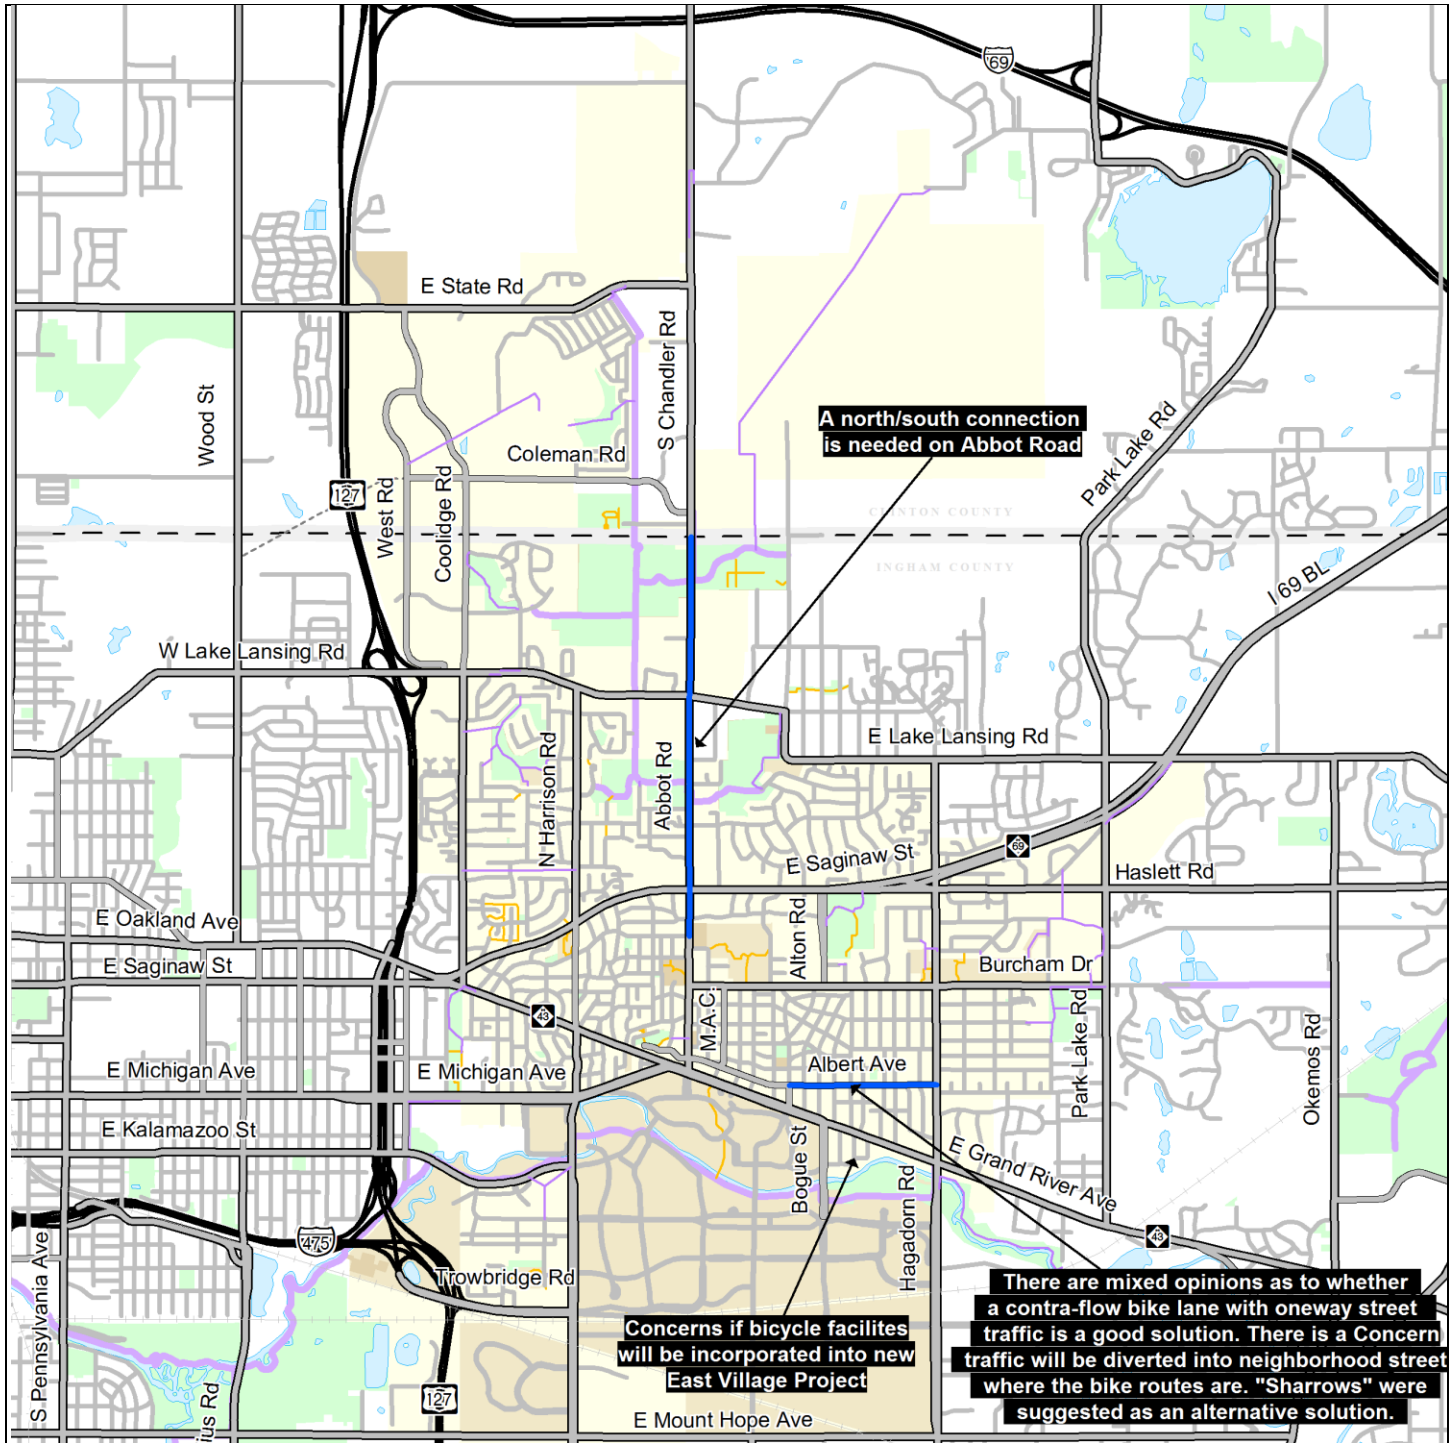 69
E State Rd
Wood St
S Chandler Rd
A north/south connection
is needed on Abbot Road
Park Lake Rd
Coleman Rd
127
West Rd
Coolidge Rd
CLINTON COUNTY
INGHAM COUNTY
I 69 BL
W Lake Lansing Rd
E Lake Lansing Rd
N Harrison Rd
Abbot Rd
E Saginaw St
69
Haslett Rd
E Oakland Ave
Alton Rd
E Saginaw St
Burcham Dr
M.A.C.
43
Park Lake Rd
Okemos Rd
E Michigan Ave
E Michigan Ave
Albert Ave
E Kalamazoo St
Bogue St
E Grand River Ave
Hagadorn Rd
43
475
S Pennsylvania Ave
Trowbridge Rd
There are mixed opinions as to whether
a contra-flow bike lane with oneway street
traffic is a good solution. There is a Concern
traffic will be diverted into neighborhood street
where the bike routes are. "Sharrows" were
suggested as an alternative solution.
Concerns if bicycle facilites
will be incorporated into new
East Village Project
127
ius Rd
E Mount Hope Ave